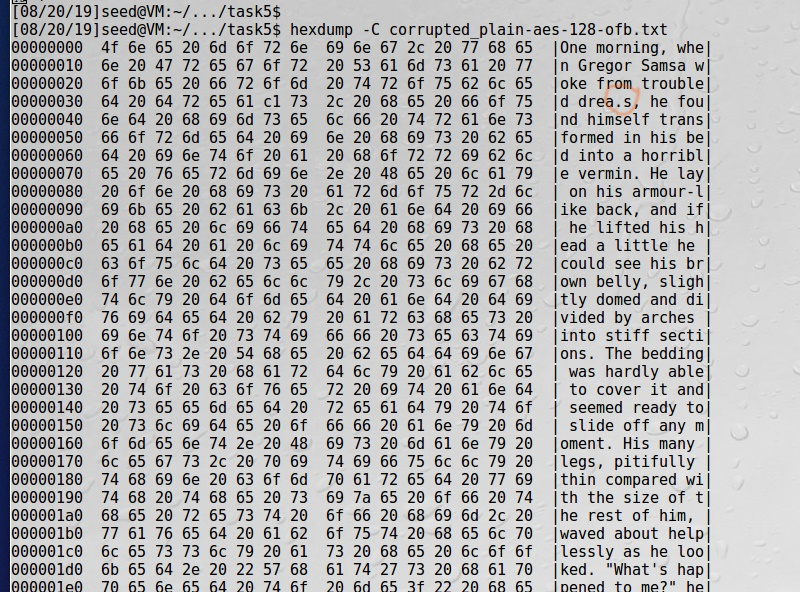 [08/20/19]seed@VM:~/.../task5$
[08/20/19]seed@VM:~/.../task5$ hexdump -C corrupted_plain-aes-128-ofb.txt
00000000  4f 6e 65 20 6d 6f 72 6e  69 6e 67 2c 20 77 68 65  |One morning, whe|
00000010  6e 20 47 72 65 67 6f 72  20 53 61 6d 73 61 20 77  |n Gregor Samsa w|
00000020  6f 6b 65 20 66 72 6f 6d  20 74 72 6f 75 62 6c 65  |oke from trouble|
00000030  64 20 64 72 65 61 c1 73  2c 20 68 65 20 66 6f 75  |d drea.s, he fou|
00000040  6e 64 20 68 69 6d 73 65  6c 66 20 74 72 61 6e 73  |nd himself trans|
00000050  66 6f 72 6d 65 64 20 69  6e 20 68 69 73 20 62 65  |formed in his be|
00000060  64 20 69 6e 74 6f 20 61  20 68 6f 72 72 69 62 6c  |d into a horribl|
00000070  65 20 76 65 72 6d 69 6e  2e 20 48 65 20 6c 61 79  |e vermin. He lay|
00000080  20 6f 6e 20 68 69 73 20  61 72 6d 6f 75 72 2d 6c  | on his armour-l|
00000090  69 6b 65 20 62 61 63 6b  2c 20 61 6e 64 20 69 66  |ike back, and if|
000000a0  20 68 65 20 6c 69 66 74  65 64 20 68 69 73 20 68  | he lifted his h|
000000b0  65 61 64 20 61 20 6c 69  74 74 6c 65 20 68 65 20  |ead a little he |
000000c0  63 6f 75 6c 64 20 73 65  65 20 68 69 73 20 62 72  |could see his br|
000000d0  6f 77 6e 20 62 65 6c 6c  79 2c 20 73 6c 69 67 68  |own belly, sligh|
000000e0  74 6c 79 20 64 6f 6d 65  64 20 61 6e 64 20 64 69  |tly domed and di|
000000f0  76 69 64 65 64 20 62 79  20 61 72 63 68 65 73 20  |vided by arches |
00000100  69 6e 74 6f 20 73 74 69  66 66 20 73 65 63 74 69  |into stiff secti|
00000110  6f 6e 73 2e 20 54 68 65  20 62 65 64 64 69 6e 67  |ons. The bedding|
00000120  20 77 61 73 20 68 61 72  64 6c 79 20 61 62 6c 65  | was hardly able|
00000130  20 74 6f 20 63 6f 76 65  72 20 69 74 20 61 6e 64  | to cover it and|
00000140  20 73 65 65 6d 65 64 20  72 65 61 64 79 20 74 6f  | seemed ready to|
00000150  20 73 6c 69 64 65 20 6f  66 66 20 61 6e 79 20 6d  | slide off any m|
00000160  6f 6d 65 6e 74 2e 20 48  69 73 20 6d 61 6e 79 20  |oment. His many |
00000170  6c 65 67 73 2c 20 70 69  74 69 66 75 6c 6c 79 20  |legs, pitifully |
00000180  74 68 69 6e 20 63 6f 6d  70 61 72 65 64 20 77 69  |thin compared wi|
00000190  74 68 20 74 68 65 20 73  69 7a 65 20 6f 66 20 74  |th the size of t|
000001a0  68 65 20 72 65 73 74 20  6f 66 20 68 69 6d 2c 20  |he rest of him, |
000001b0  77 61 76 65 64 20 61 62  6f 75 74 20 68 65 6c 70  |waved about help|
000001c0  6c 65 73 73 6c 79 20 61  73 20 68 65 20 6c 6f 6f  |lessly as he loo|
000001d0  6b 65 64 2e 20 22 57 68  61 74 27 73 20 68 61 70  |ked. "What's hap|
000001e0  70 65 6e 65 64 20 74 6f  20 6d 65 3f 22 20 68 65  |pened to me?" he|